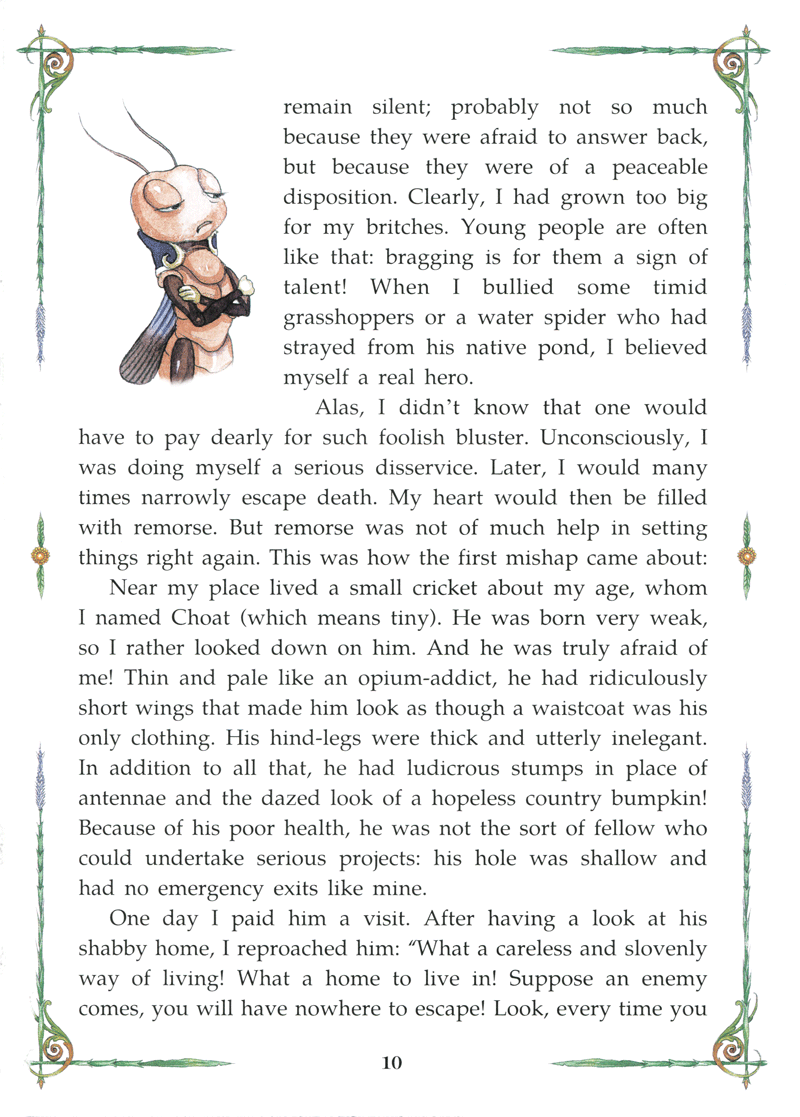 remain silent; probably not so much
because they were afraid to answer back,
but because they were of a peaceable
disposition. Clearly, I had grown too big
for my britches. Young people are often
like that: bragging is for them a sign of
talent! When I bullied some timid
grasshoppers or a water spider who had
strayed from his native pond, I believed
myself a real hero.
Alas, I didn't know that one would
have to pay dearly for such foolish bluster. Unconsciously, I
was doing myself a serious disservice. Later, I would many
times narrowly escape death. My heart would then be filled
with remorse. But remorse was not of much help in setting
things right again. This was how the first mishap came about:
Near my place lived a small cricket about my age, whom
I named Choat (which means tiny). He was born very weak,
so I rather looked down on him. And he was truly afraid of
me! Thin and pale like an opium-addict, he had ridiculously
short wings that made him look as though a waistcoat was his
only clothing. His hind-legs were thick and utterly inelegant.
In addition to all that, he had ludicrous stumps in place of
antennae and the dazed look of a hopeless country bumpkin!
Because of his poor health, he was not the sort of fellow who
could undertake serious projects: his hole was shallow and
had no emergency exits like mine.
One day I paid him a visit. After having a look at his
shabby home, I reproached him: “What a careless and slovenly
way of living! What a home to live in! Suppose an enemy
comes, you will have nowhere to escape! Look, every time you
10